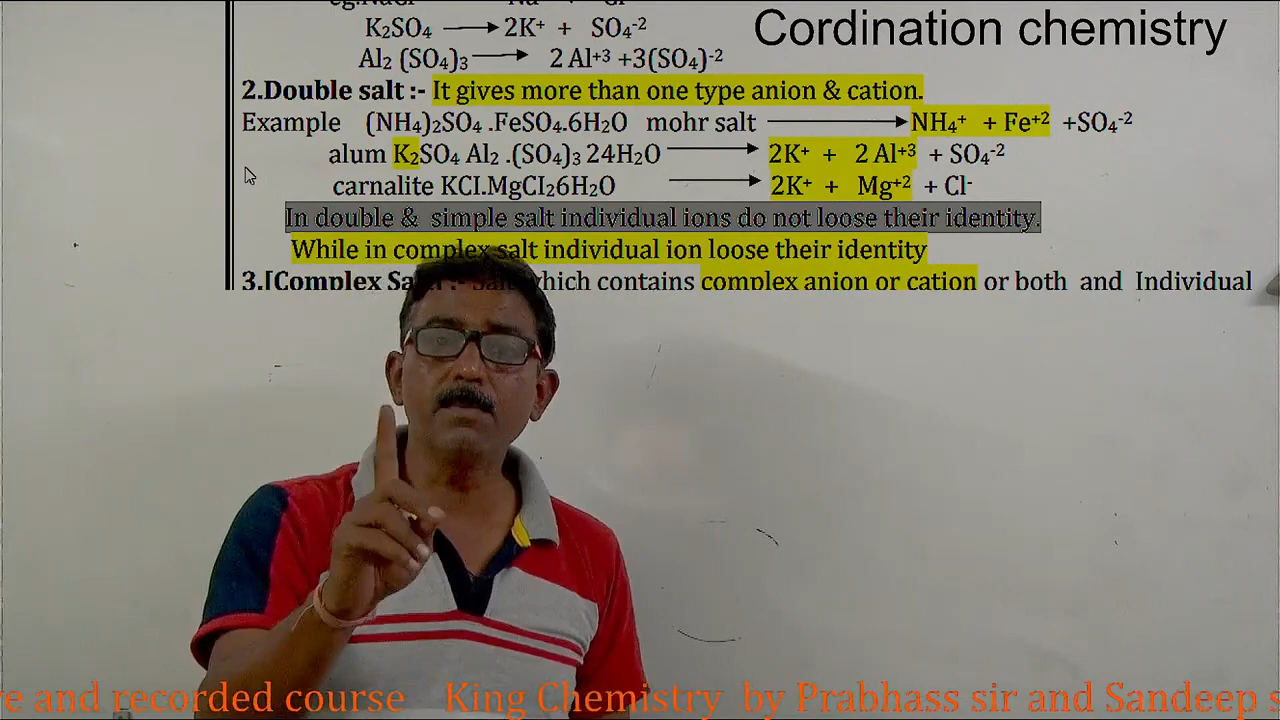 Cordination chemistry
K₂SO₄ → 2K⁺ + SO₄⁻²
Al₂ (SO₄)₃ → 2 Al⁺³ +3(SO₄)⁻²
2.Double salt :- It gives more than one type anion & cation.
Example (NH₄)₂SO₄ .FeSO₄.6H₂O mohr salt → NH₄⁺ + Fe⁺² +SO₄⁻²
alum K₂SO₄ Al₂ .(SO₄)₃ 24H₂O → 2K⁺ + 2 Al⁺³ + SO₄⁻²
carnalite KCI.MgCI₂6H₂O → 2K⁺ + Mg⁺² + Cl⁻
In double & simple salt individual ions do not loose their identity.
While in complex salt individual ion loose their identity
3.[Complex :- which contains complex anion or cation or both and Individual
and recorded course King Chemistry by Prabhass sir and Sandeep